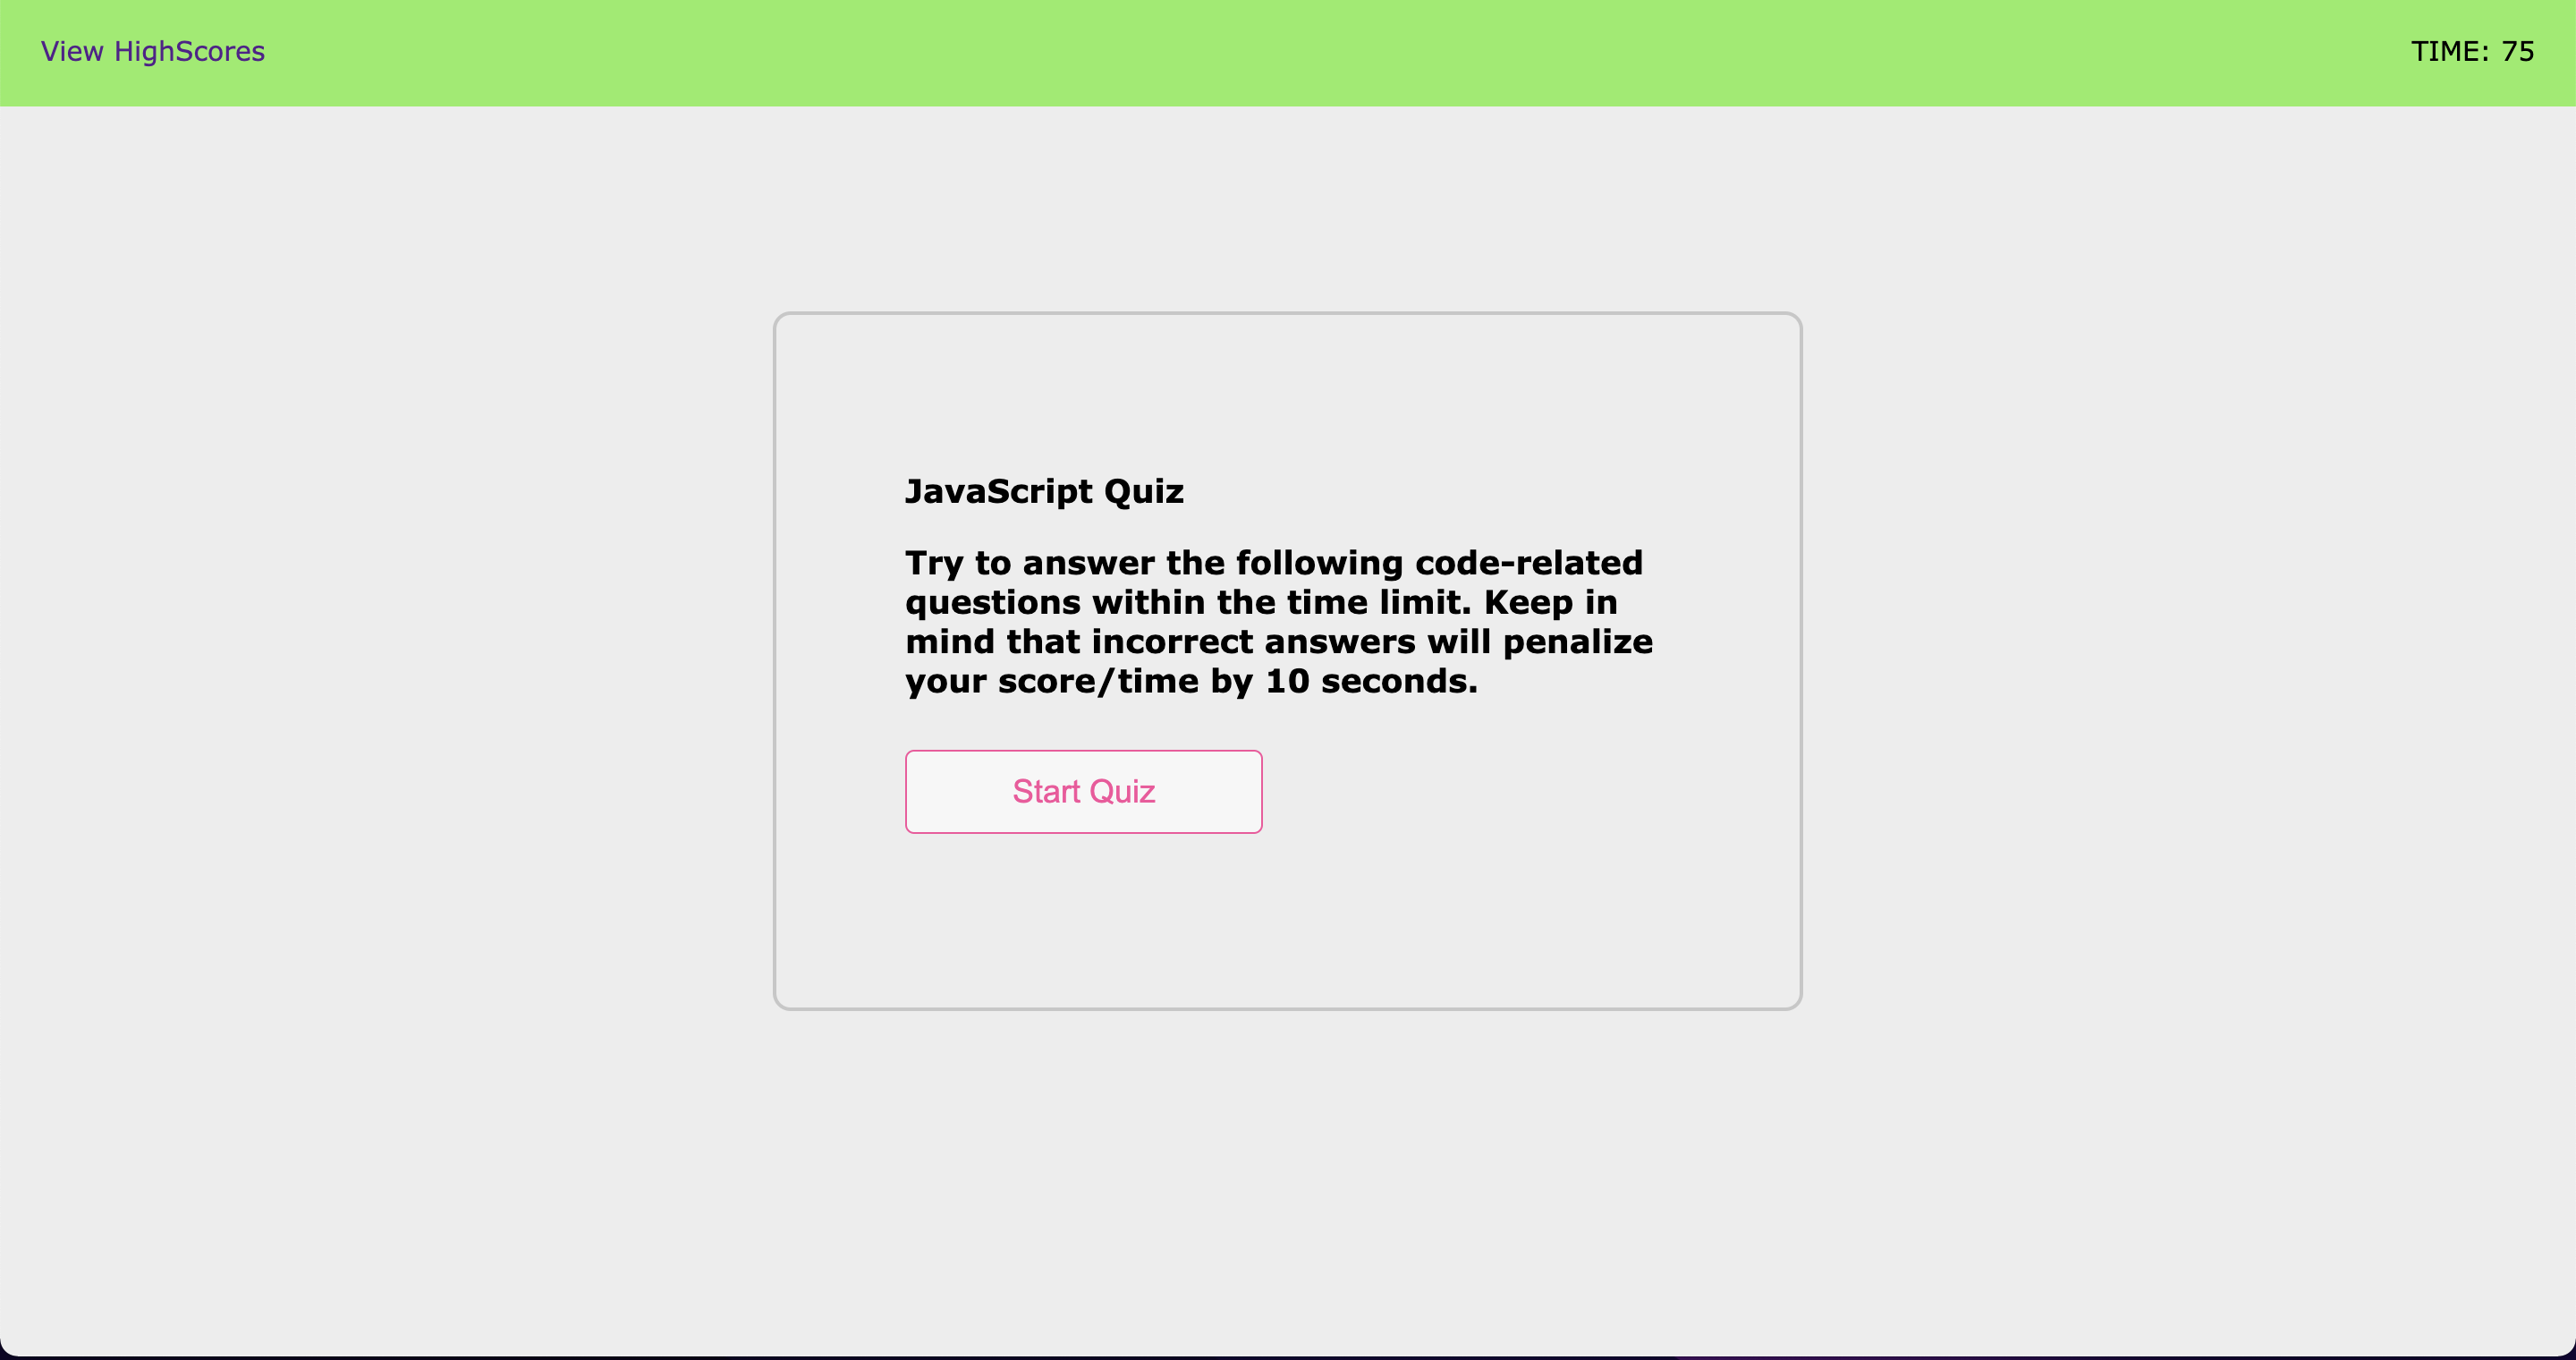 View HighScores
TIME: 75
JavaScript Quiz
Try to answer the following code-related
questions within the time limit. Keep in
mind that incorrect answers will penalize
your score/time by 10 seconds.
Start Quiz